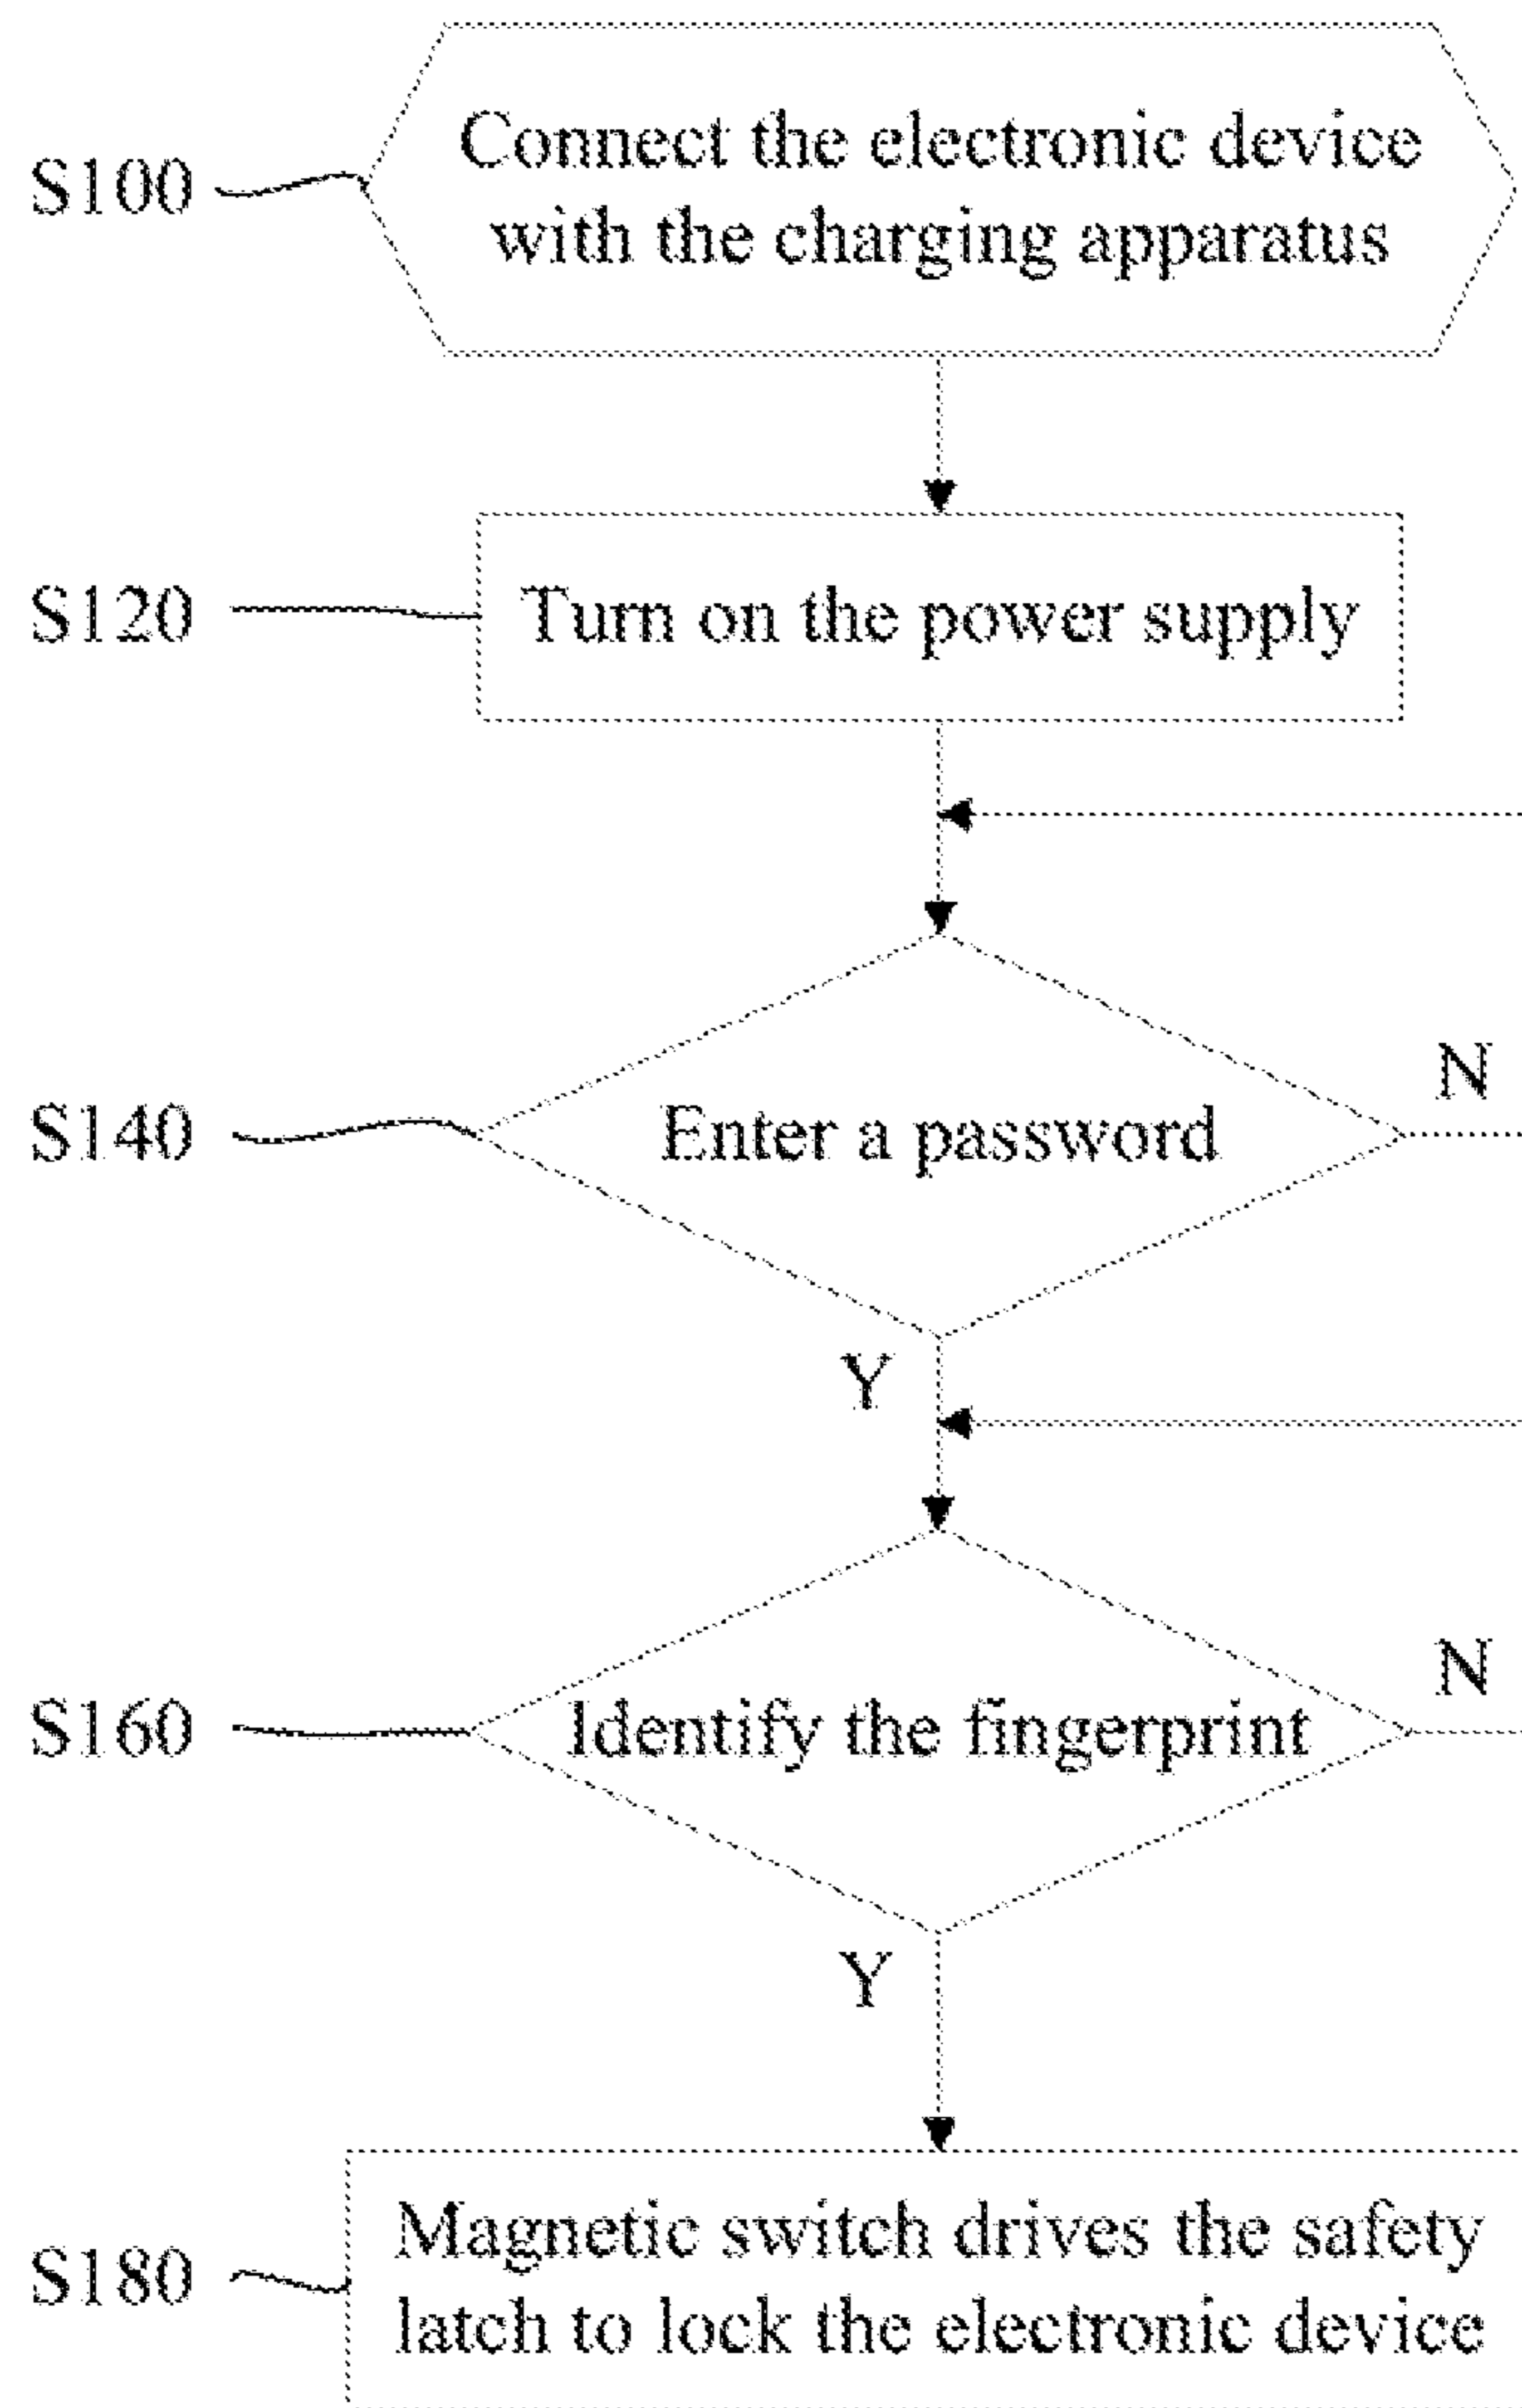 S100
Connect the electronic device
with the charging apparatus
S120
Turn on the power supply
S140
Enter a password
N
Y
S160
Identify the fingerprint
N
Y
S180
Magnetic switch drives the safety
latch to lock the electronic device